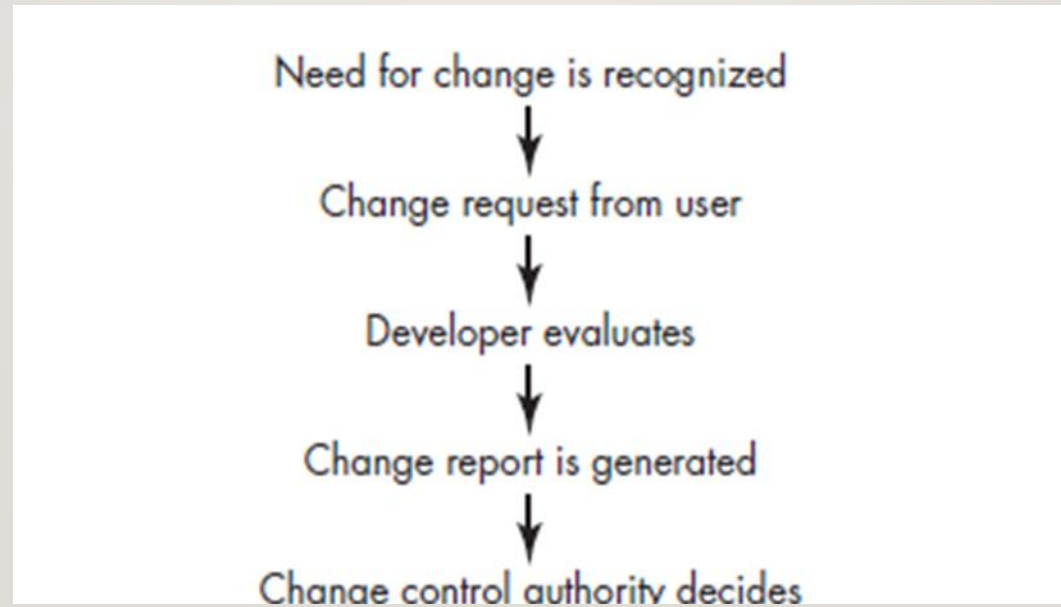 Need for change is recognized
Change request from user
Developer evaluates
Change report is generated
Change control authority decides